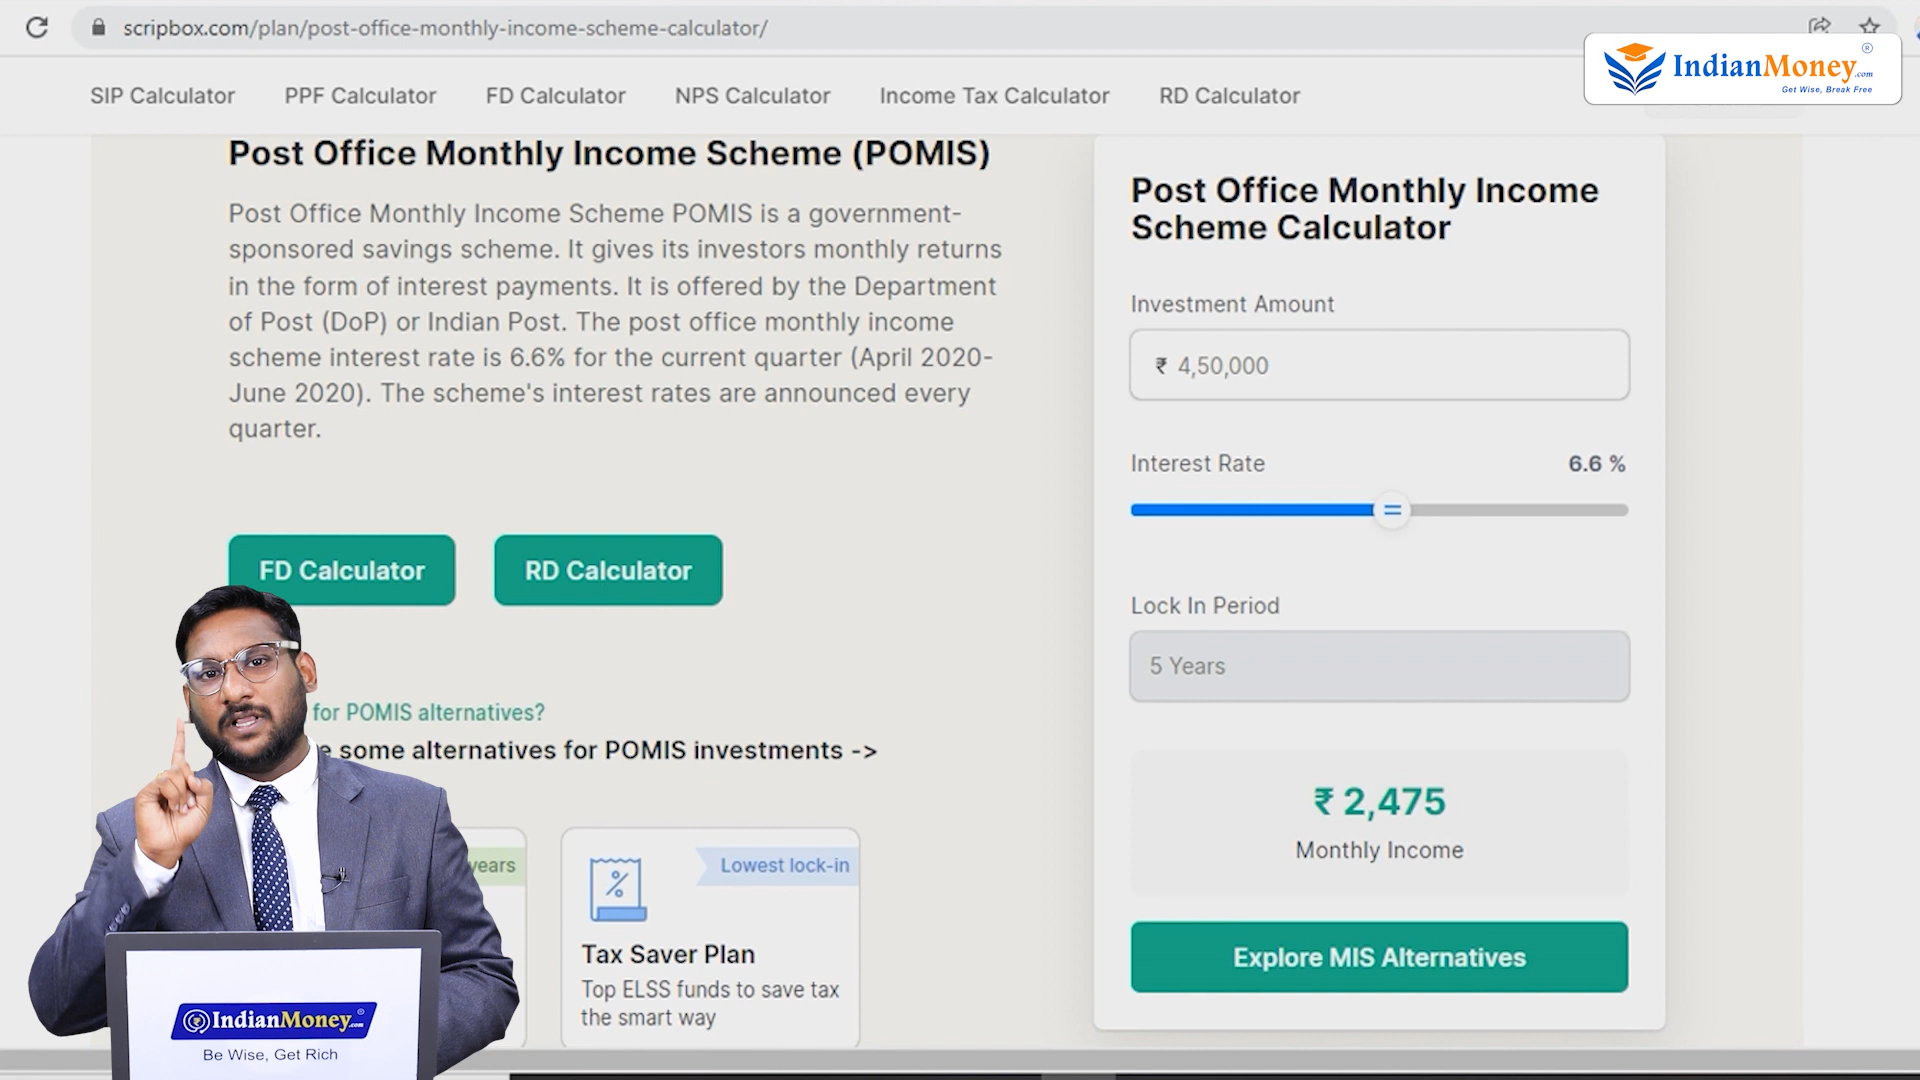 scripbox.com/plan/post-office-monthly-income-scheme-calculator/
IndianMoney.com
®
Get Wise, Break Free
SIP Calculator
PPF Calculator
FD Calculator
NPS Calculator
Income Tax Calculator
RD Calculator
Post Office Monthly Income Scheme (POMIS)
Post Office Monthly Income Scheme POMIS is a government-
sponsored savings scheme. It gives its investors monthly returns
in the form of interest payments. It is offered by the Department
of Post (DoP) or Indian Post. The post office monthly income
scheme interest rate is 6.6% for the current quarter (April 2020-
June 2020). The scheme's interest rates are announced every
quarter.
FD Calculator
RD Calculator
for POMIS alternatives?
e some alternatives for POMIS investments ->
years
Lowest lock-in
Tax Saver Plan
Top ELSS funds to save tax
the smart way
Post Office Monthly Income
Scheme Calculator
Investment Amount
₹ 4,50,000
Interest Rate
6.6 %
Lock In Period
5 Years
₹ 2,475
Monthly Income
Explore MIS Alternatives
IndianMoney.com
Be Wise, Get Rich